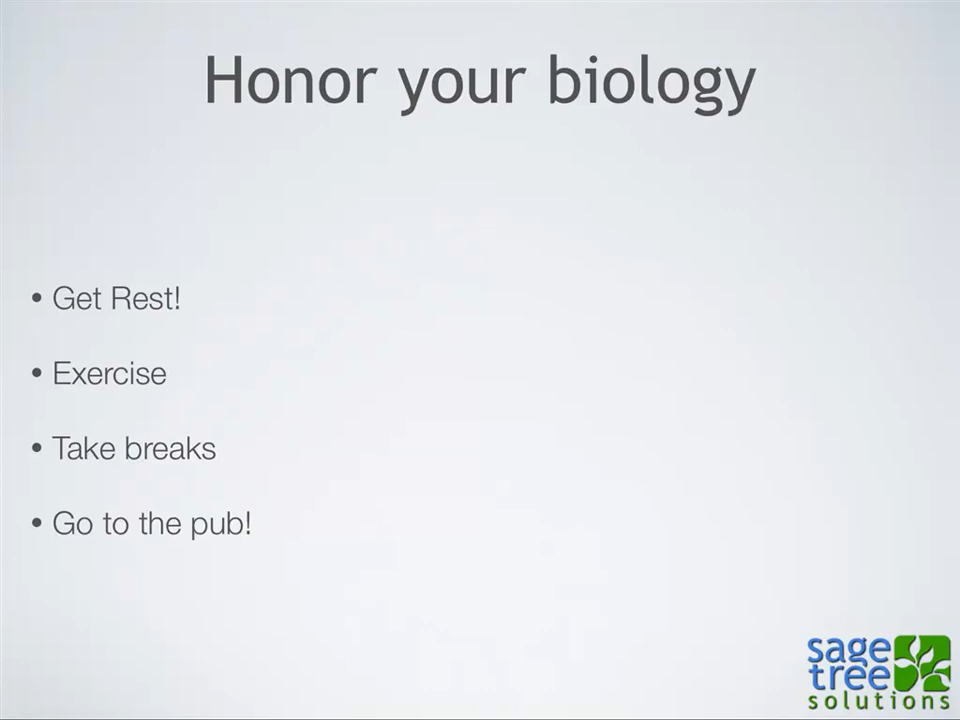 Honor your biology
• Get Rest!
• Exercise
• Take breaks
• Go to the pub!
sage
tree
solutions